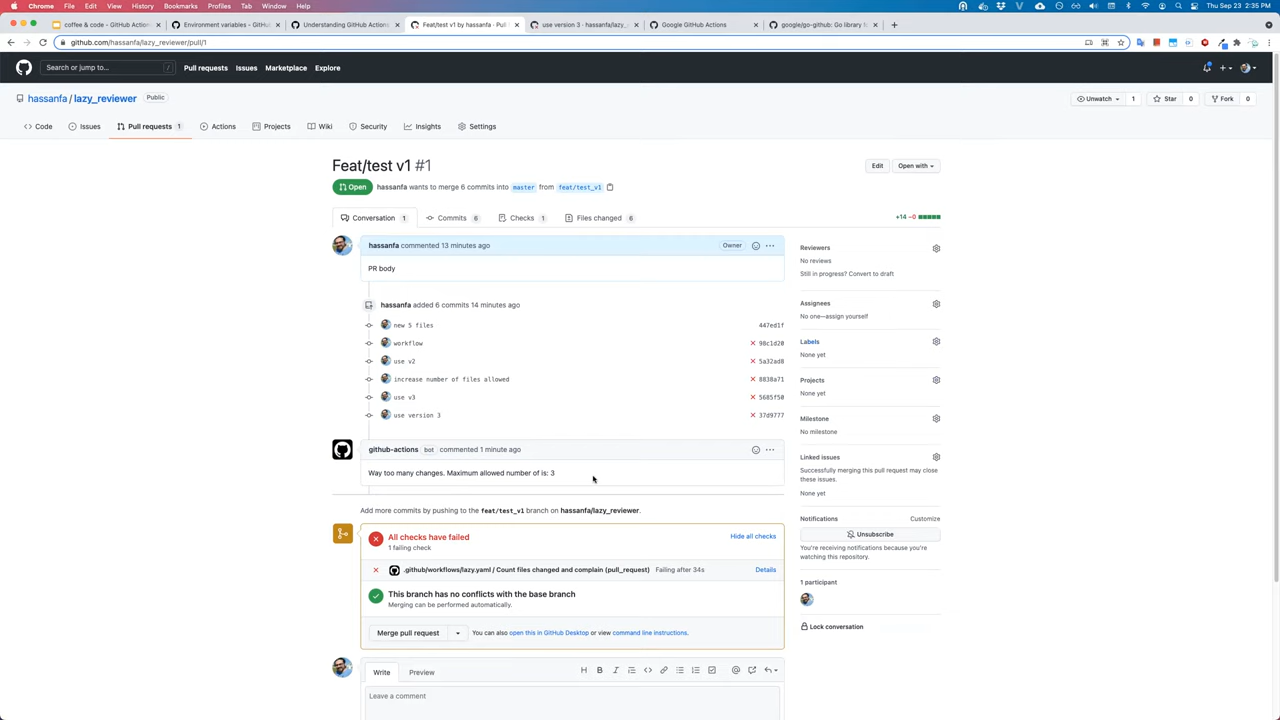 Chrome File Edit View History Bookmarks Profiles Tab Window Help
Thu Sep 23 2:35 PM
coffee & code - GitHub Actions
Environment variables - GitHub
Understanding GitHub Actions
Feat/test v1 by hassanfa · Pull
use version 3 - hassanfa/lazy_
Google GitHub Actions
google/go-github: Go library f
github.com/hassanfa/lazy_reviewer/pull/1
Search or jump to... /
Pull requests Issues Marketplace Explore
hassanfa / lazy_reviewer Public
Unwatch 1 Star 0 Fork 0
Code Issues Pull requests 1 Actions Projects Wiki Security Insights Settings
Feat/test v1 #1
Edit Open with
Open hassanfa wants to merge 6 commits into master from feat/test_v1
Conversation 1 Commits 6 Checks 1 Files changed 6
+14 −0
hassanfa commented 13 minutes ago Owner
PR body
hassanfa added 6 commits 14 minutes ago
new 5 files 447ed1f
workflow 98c1d20
use v2 5a32ad8
increase number of files allowed 8838a71
use v3 5685f50
use version 3 37d9777
github-actions bot commented 1 minute ago
Way too many changes. Maximum allowed number of is: 3
Add more commits by pushing to the feat/test_v1 branch on hassanfa/lazy_reviewer.
All checks have failed
1 failing check
Hide all checks
.github/workflows/lazy.yaml / Count files changed and complain (pull_request) Failing after 34s Details
This branch has no conflicts with the base branch
Merging can be performed automatically.
Merge pull request You can also open this in GitHub Desktop or view command line instructions.
Write Preview
Leave a comment
Reviewers
No reviews
Still in progress? Convert to draft
Assignees
No one—assign yourself
Labels
None yet
Projects
None yet
Milestone
No milestone
Linked issues
Successfully merging this pull request may close
these issues.
None yet
Notifications Customize
Unsubscribe
You're receiving notifications because you're
watching this repository.
1 participant
Lock conversation